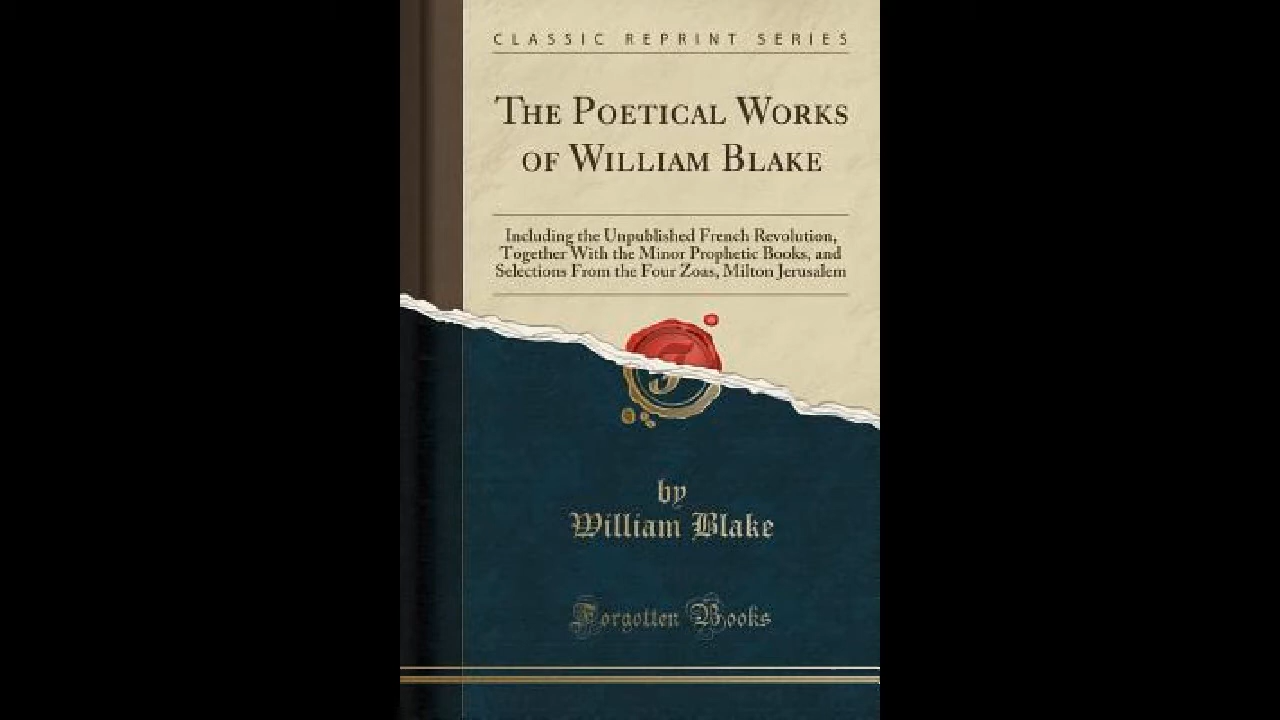 CLASSIC REPRINT SERIES
THE POETICAL WORKS
OF WILLIAM BLAKE
Including the Unpublished French Revolution,
Together With the Minor Prophetic Books, and
Selections From the Four Zoas, Milton Jerusalem
by
William Blake
Forgotten Books